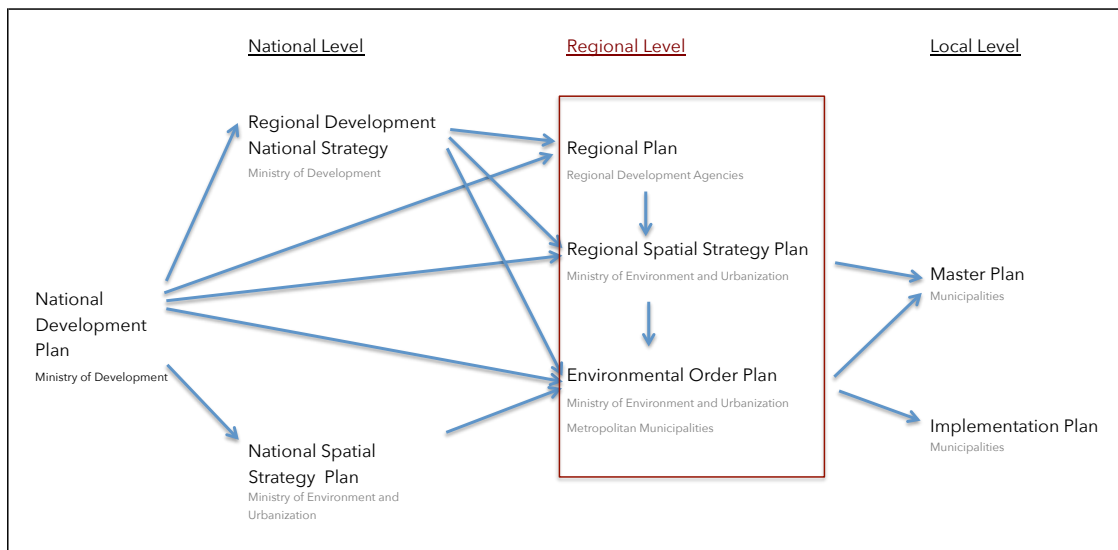 National Level
Regional Level
Local Level
Regional Development
National Strategy
Ministry of Development
Regional Plan
Regional Development Agencies
Regional Spatial Strategy Plan
Ministry of Environment and Urbanization
Master Plan
Municipalities
National
Development
Plan
Ministry of Development
Environmental Order Plan
Ministry of Environment and Urbanization
Metropolitan Municipalities
Implementation Plan
Municipalities
National Spatial
Strategy Plan
Ministry of Environment and
Urbanization